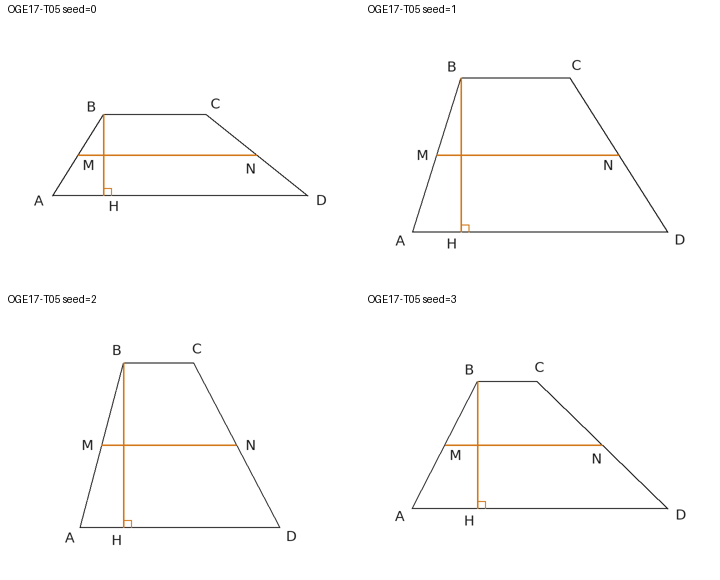 OGE17-T05 seed=0
B
C
M
N
A
H
D
OGE17-T05 seed=1
B
C
M
N
A
H
D
OGE17-T05 seed=2
B
C
M
N
A
H
D
OGE17-T05 seed=3
B
C
M
N
A
H
D